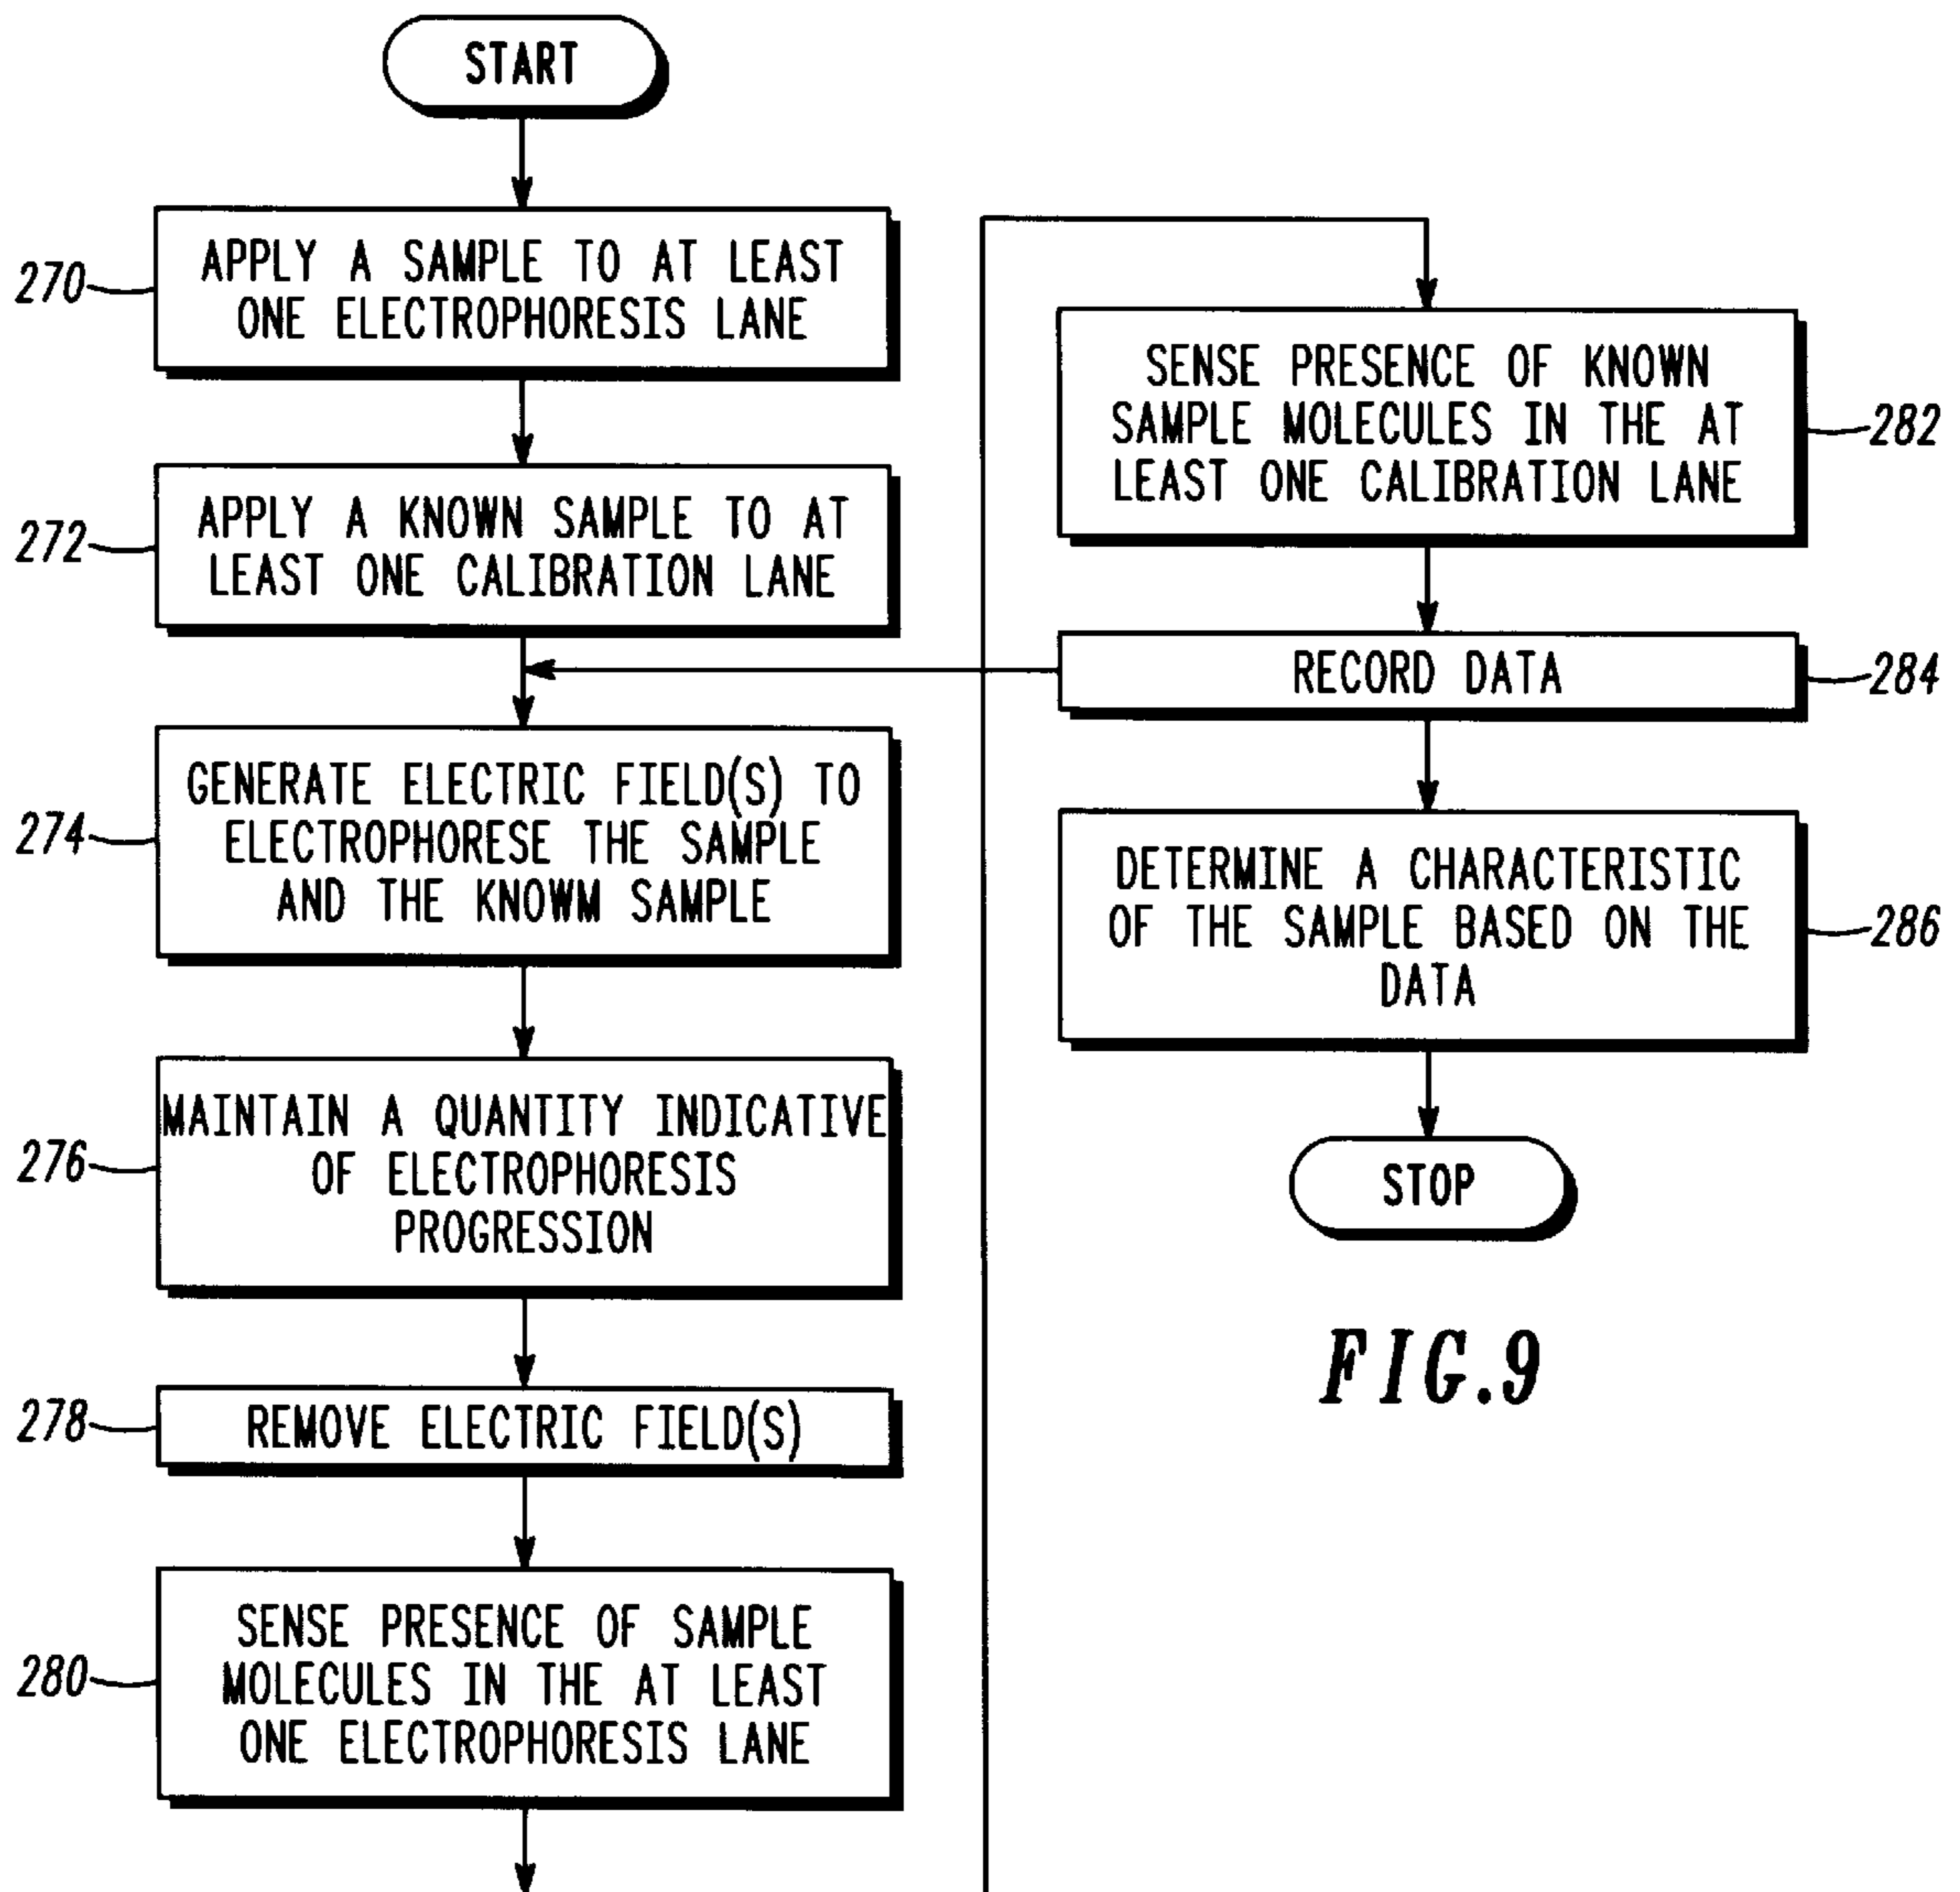 START
270
APPLY A SAMPLE TO AT LEAST
ONE ELECTROPHORESIS LANE
272
APPLY A KNOWN SAMPLE TO AT
LEAST ONE CALIBRATION LANE
274
GENERATE ELECTRIC FIELD(S) TO
ELECTROPHORESE THE SAMPLE
AND THE KNOWM SAMPLE
276
MAINTAIN A QUANTITY INDICATIVE
OF ELECTROPHORESIS
PROGRESSION
278
REMOVE ELECTRIC FIELD(S)
280
SENSE PRESENCE OF SAMPLE
MOLECULES IN THE AT LEAST
ONE ELECTROPHORESIS LANE
SENSE PRESENCE OF KNOWN
SAMPLE MOLECULES IN THE AT
LEAST ONE CALIBRATION LANE
282
RECORD DATA
284
DETERMINE A CHARACTERISTIC
OF THE SAMPLE BASED ON THE
DATA
286
STOP
FIG.9